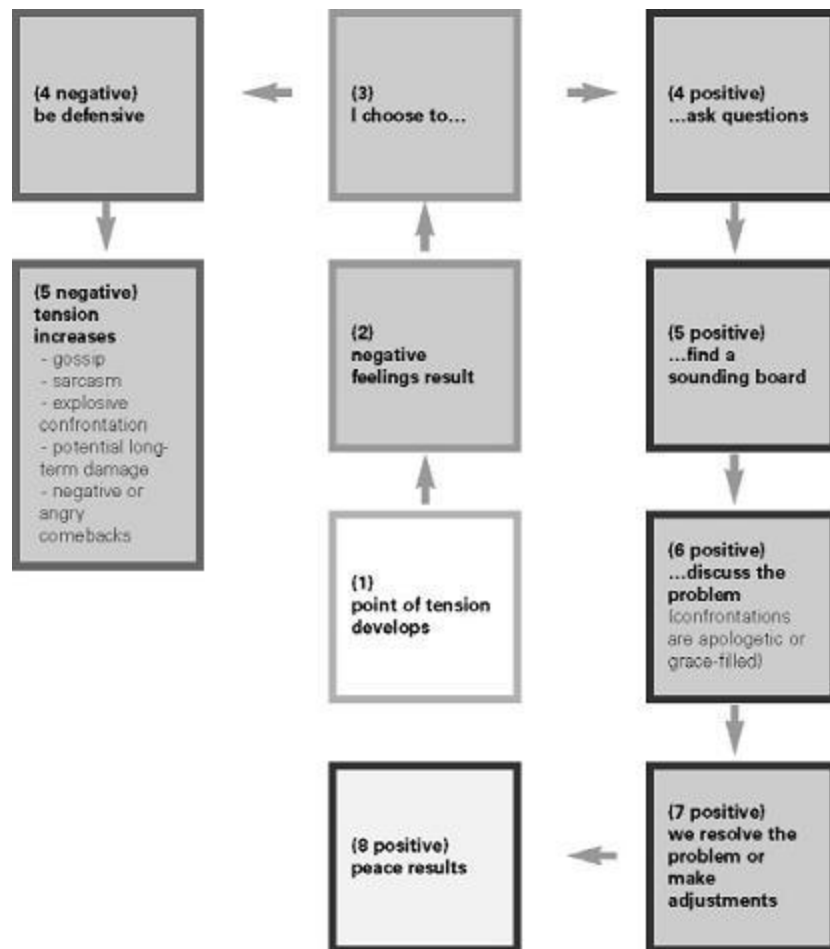 (4 negative)
be defensive
(3)
I choose to...
(4 positive)
...ask questions
(5 negative)
tension
increases
- gossip
- sarcasm
- explosive
confrontation
- potential long-
term damage
- negative or
angry
comebacks
(2)
negative
feelings result
(5 positive)
...find a
sounding board
(1)
point of tension
develops
(6 positive)
...discuss the
problem
(confrontations
are apologetic or
grace-filled)
(8 positive)
peace results
(7 positive)
we resolve the
problem or
make
adjustments